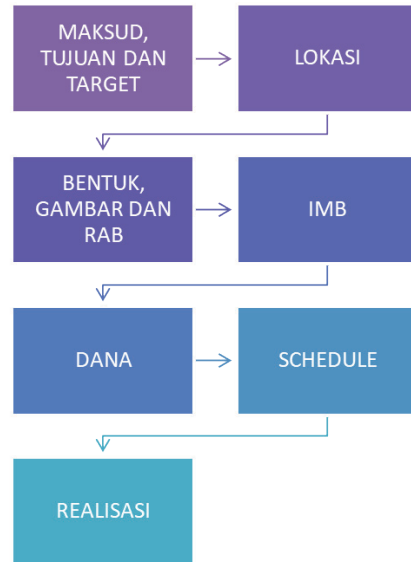 MAKSUD,
TUJUAN DAN
TARGET
LOKASI
BENTUK,
GAMBAR DAN
RAB
IMB
DANA
SCHEDULE
REALISASI